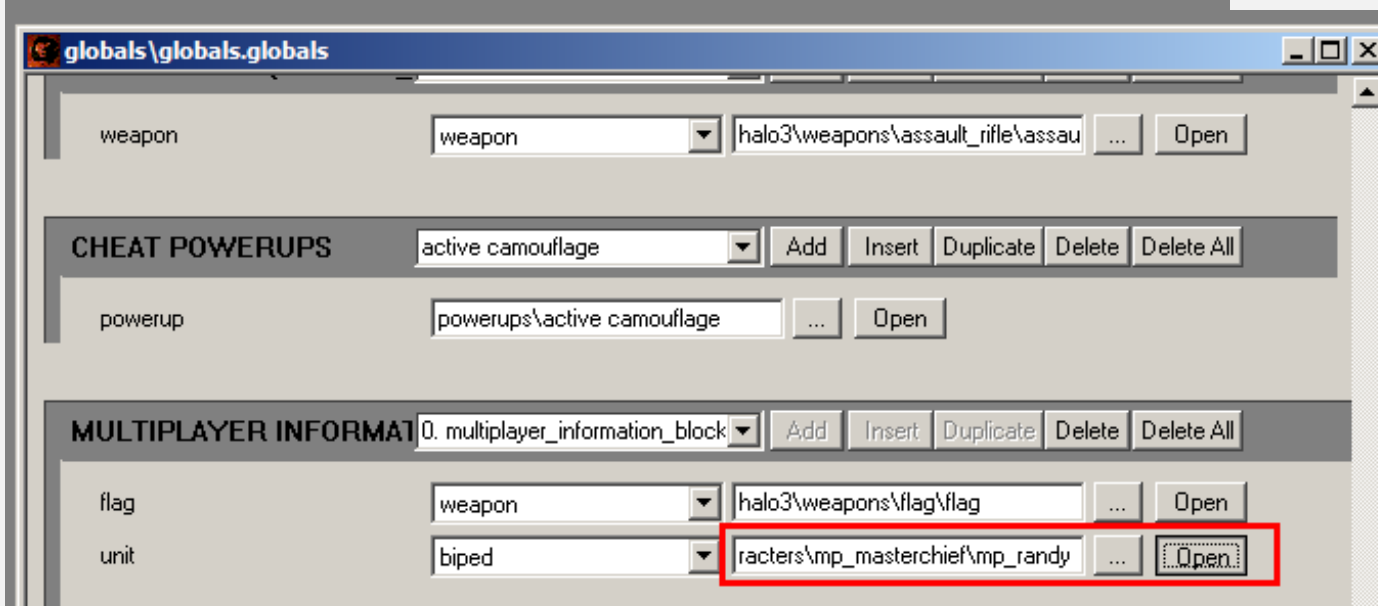 globals\globals.globals
weapon weapon halo3\weapons\assault_rifle\assau ... Open
CHEAT POWERUPS active camouflage Add Insert Duplicate Delete Delete All
powerup powerups\active camouflage ... Open
MULTIPLAYER INFORMAT 0. multiplayer_information_block Add Insert Duplicate Delete Delete All
flag weapon halo3\weapons\flag\flag ... Open
unit biped racters\mp_masterchief\mp_randy ... Open